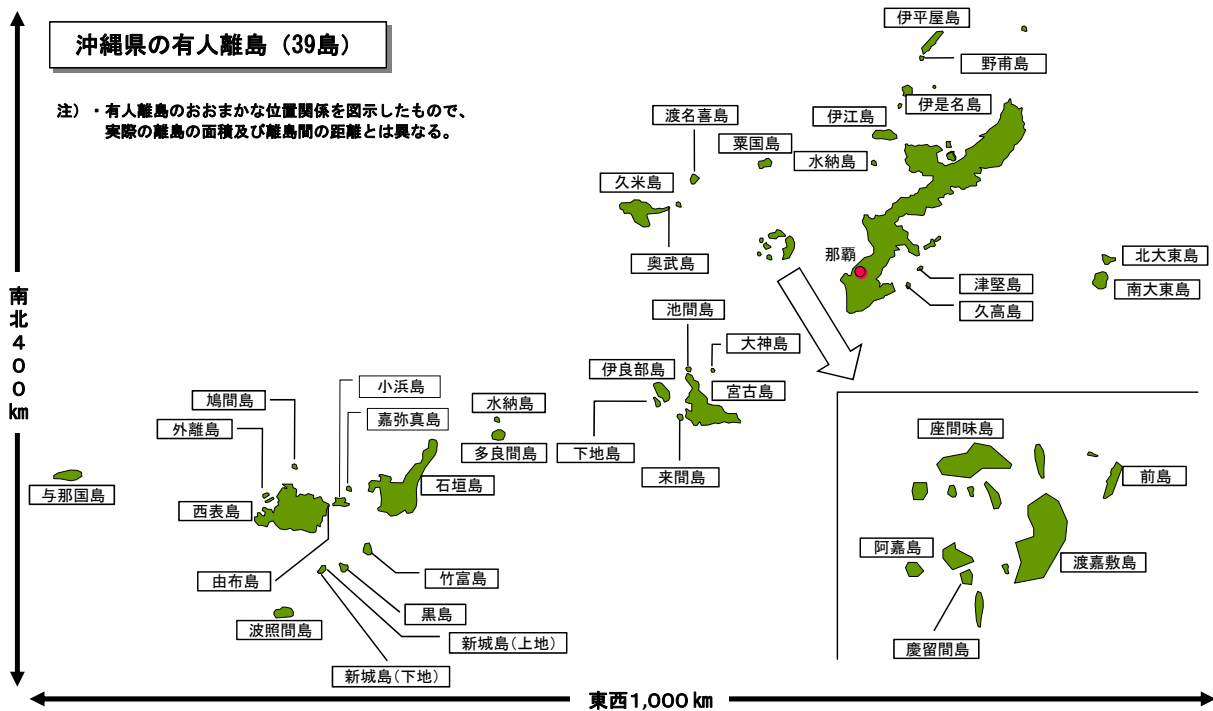 沖縄県の有人離島（39島）
注）・有人離島のおおまかな位置関係を図示したもので、
実際の離島の面積及び離島間の距離とは異なる。
伊平屋島
野甫島
伊是名島
伊江島
渡名喜島
粟国島
水納島
久米島
奥武島
那覇
北大東島
南大東島
津堅島
久高島
南北４００㎞
池間島
大神島
伊良部島
宮古島
下地島
来間島
小浜島
嘉弥真島
鳩間島
外離島
水納島
多良間島
与那国島
西表島
石垣島
由布島
竹富島
黒島
波照間島
新城島（上地）
新城島（下地）
座間味島
前島
阿嘉島
渡嘉敷島
慶留間島
東西1,000㎞